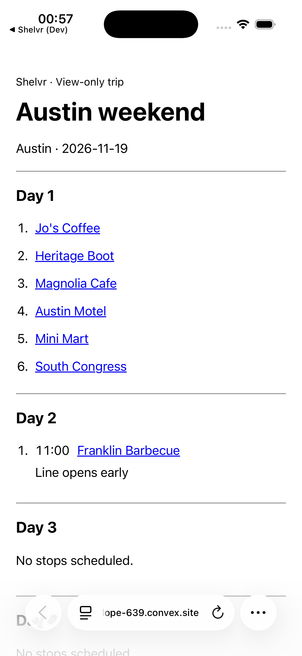 00:57
◀ Shelvr (Dev)
Shelvr · View-only trip
Austin weekend
Austin · 2026-11-19
Day 1
1. Jo's Coffee
2. Heritage Boot
3. Magnolia Cafe
4. Austin Motel
5. Mini Mart
6. South Congress
Day 2
1. 11:00 Franklin Barbecue
Line opens early
Day 3
No stops scheduled.
ope-639.convex.site
No stops scheduled